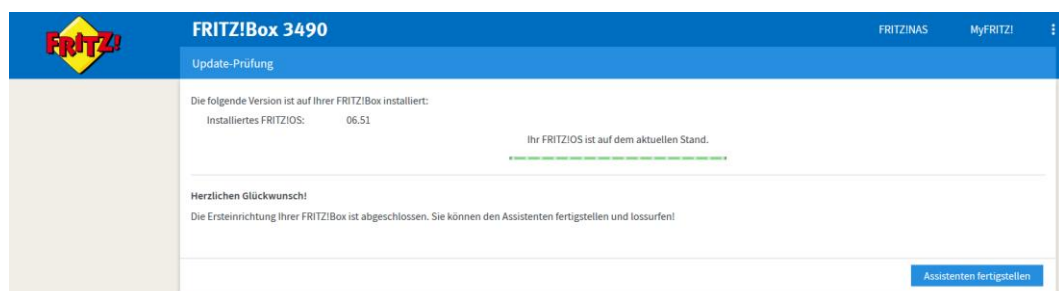 FRITZ!
FRITZ!Box 3490
FRITZ!NAS MyFRITZ!
Update-Prüfung
Die folgende Version ist auf Ihrer FRITZ!Box installiert:
Installiertes FRITZ!OS: 06.51
Ihr FRITZ!OS ist auf dem aktuellen Stand.
Herzlichen Glückwunsch!
Die Ersteinrichtung Ihrer FRITZ!Box ist abgeschlossen. Sie können den Assistenten fertigstellen und lossurfen!
Assistenten fertigstellen